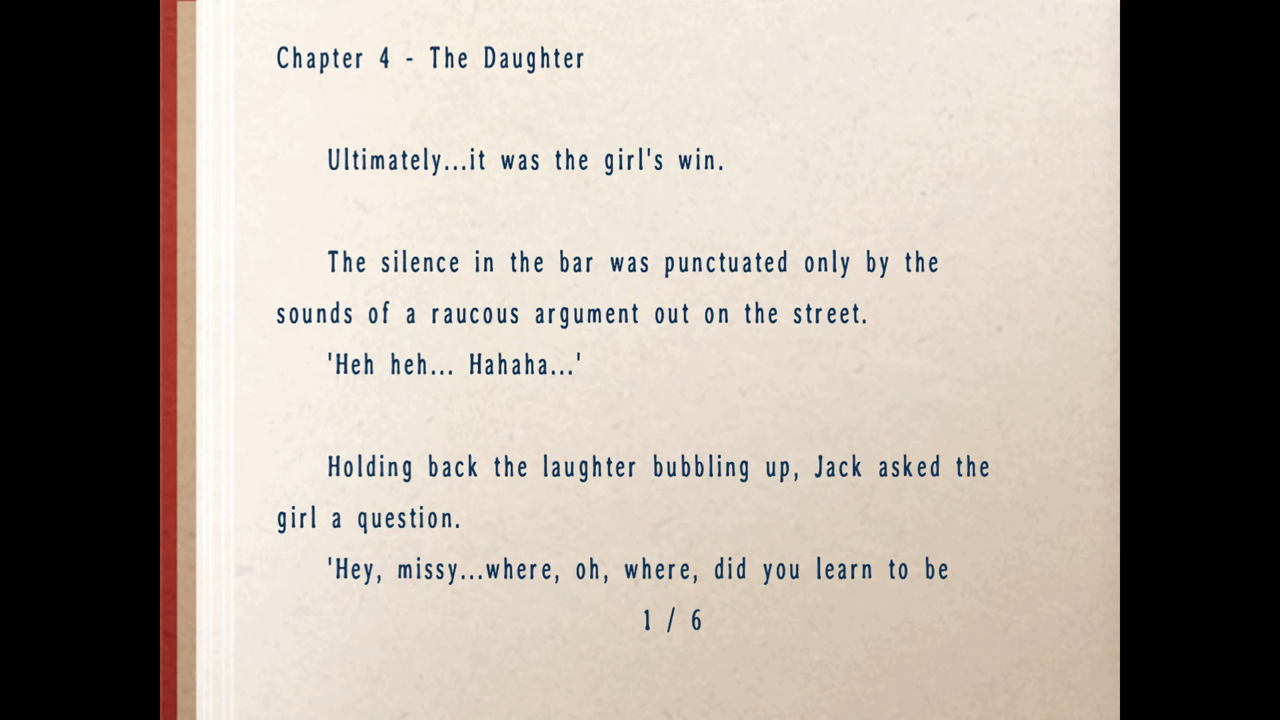 Chapter 4 - The Daughter
Ultimately...it was the girl's win.
The silence in the bar was punctuated only by the
sounds of a raucous argument out on the street.
'Heh heh... Hahaha...'
Holding back the laughter bubbling up, Jack asked the
girl a question.
'Hey, missy...where, oh, where, did you learn to be
1 / 6